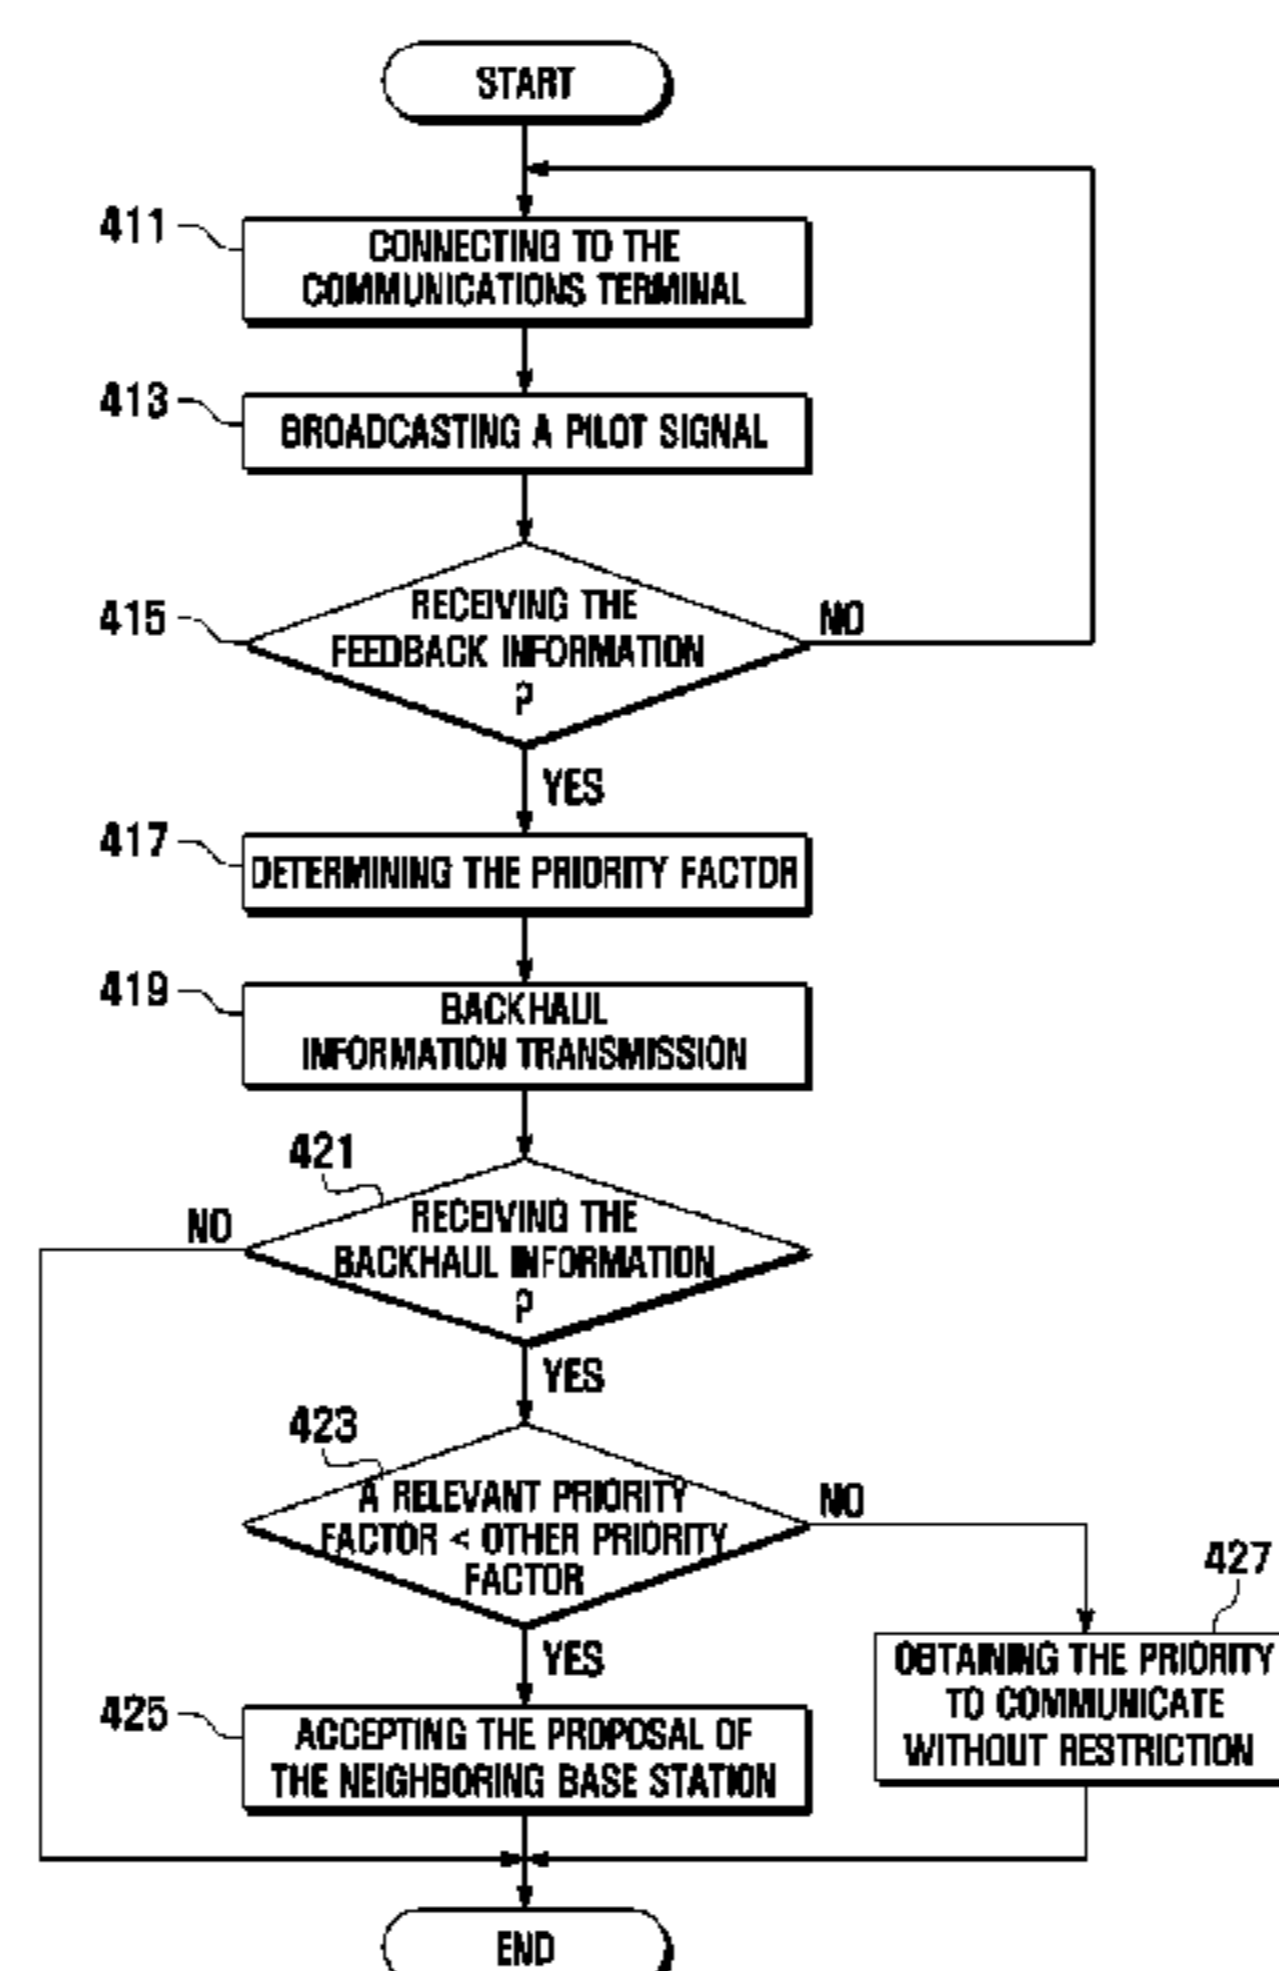 START
411
CONNECTING TO THE
COMMUNICATIONS TERMINAL
413
BROADCASTING A PILOT SIGNAL
415
RECEIVING THE
FEEDBACK INFORMATION
?
NO
YES
417
DETERMINING THE PRIORITY FACTOR
419
BACKHAUL
INFORMATION TRANSMISSION
421
NO
RECEIVING THE
BACKHAUL INFORMATION
?
YES
423
A RELEVANT PRIORITY
FACTOR < OTHER PRIORITY
FACTOR
NO
YES
427
OBTAINING THE PRIORITY
TO COMMUNICATE
WITHOUT RESTRICTION
425
ACCEPTING THE PROPOSAL OF
THE NEIGHBORING BASE STATION
END